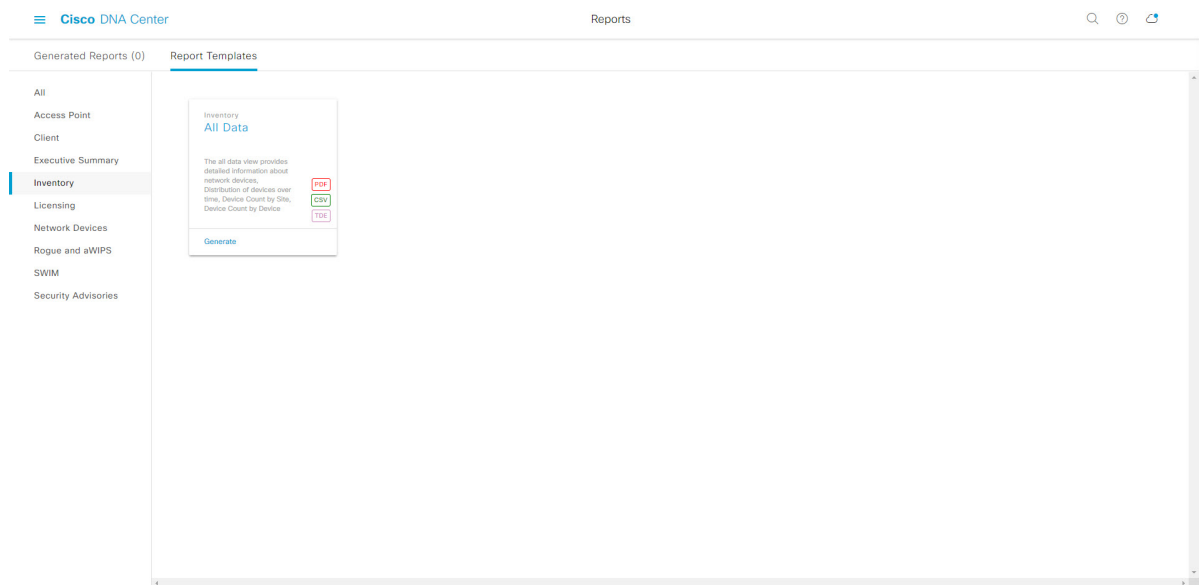 Cisco DNA Center
Reports
Generated Reports (0)
Report Templates
All
Access Point
Client
Executive Summary
Inventory
Licensing
Network Devices
Rogue and aWIPS
SWIM
Security Advisories
Inventory
All Data
The all data view provides
detailed Information about
network devices,
Distribution of devices over
time, Device Count by Site,
Device Count by Device
PDF
CSV
TDE
Generate